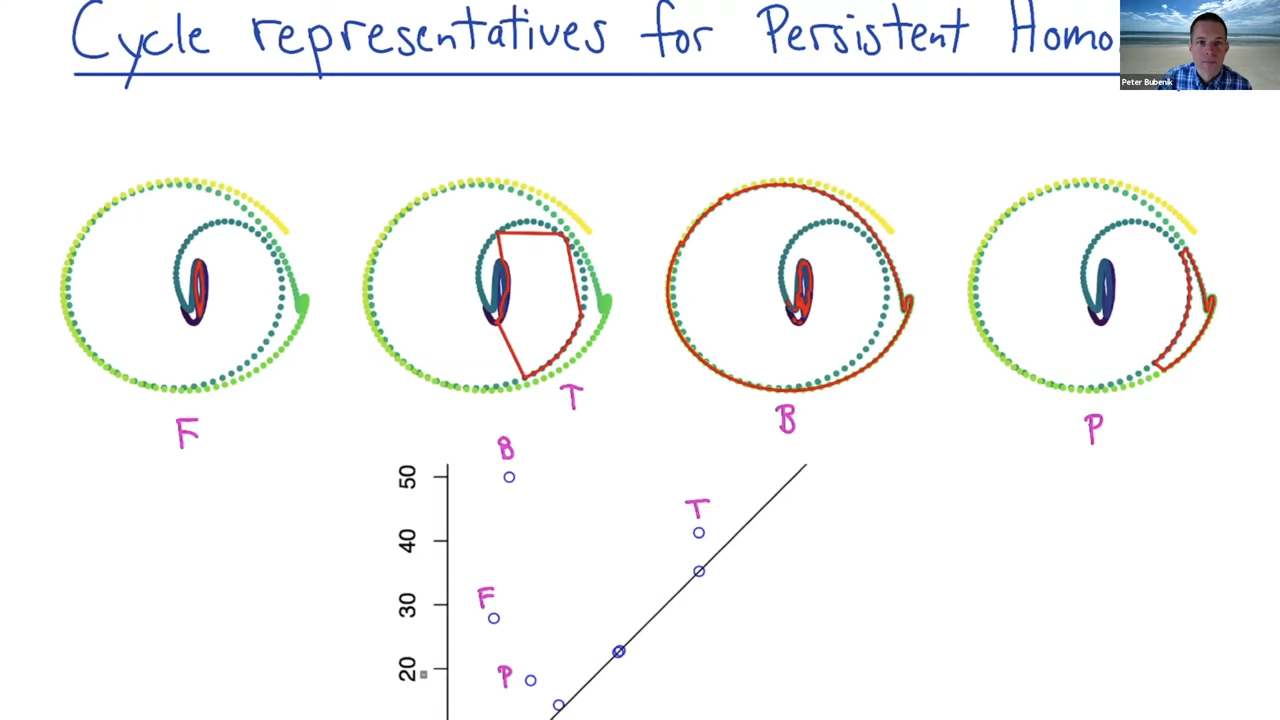 Cycle representatives for Persistent Homo
Peter Bubenik
F
T
B
P
B
50
T
40
F
30
P
20